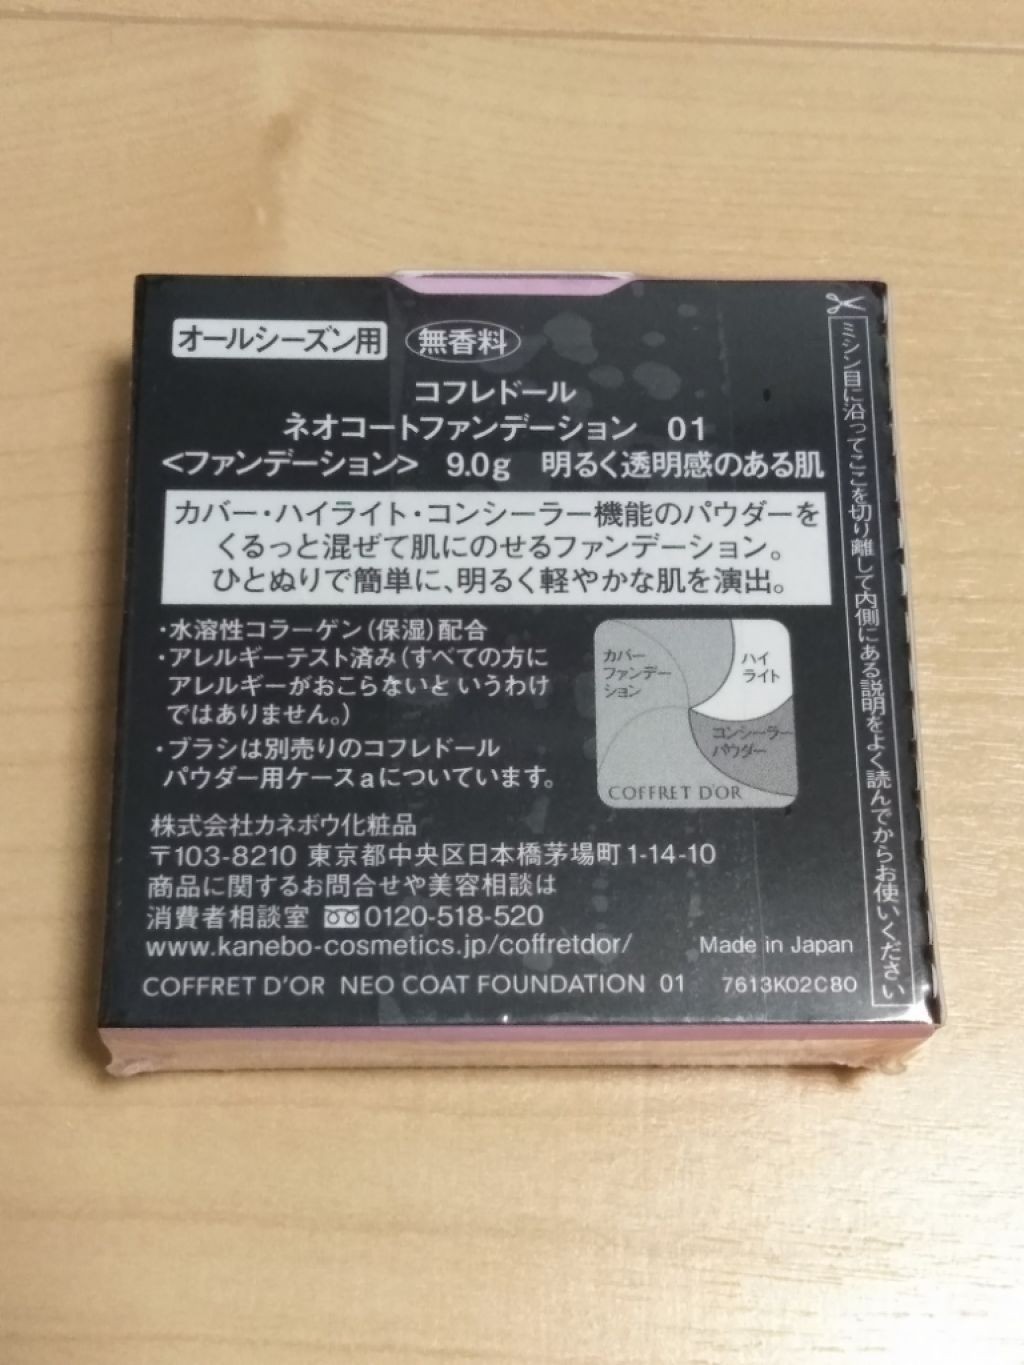 オールシーズン用 無香料
コフレドール
ネオコートファンデーション 01
<ファンデーション> 9.0g 明るく透明感のある肌
カバー・ハイライト・コンシーラー機能のパウダーを
くるっと混ぜて肌にのせるファンデーション。
ひとぬりで簡単に、明るく軽やかな肌を演出。
・水溶性コラーゲン(保湿)配合
・アレルギーテスト済み(すべての方に
アレルギーがおこらないと いうわけ
ではありません。)
・ブラシは別売りのコフレドール
パウダー用ケースaについています。
カバー
ファンデー
ション
ハイ
ライト
コンシーラー
パウダー
COFFRET D'OR
株式会社カネボウ化粧品
〒103-8210 東京都中央区日本橋茅場町1-14-10
商品に関するお問合せや美容相談は
消費者相談室 0120-518-520
www.kanebo-cosmetics.jp/coffretdor/ Made in Japan
COFFRET D'OR NEO COAT FOUNDATION 01 7613K02C80
ミシン目に沿ってここを切り離して内側にある説明をよく読んでからお使いください